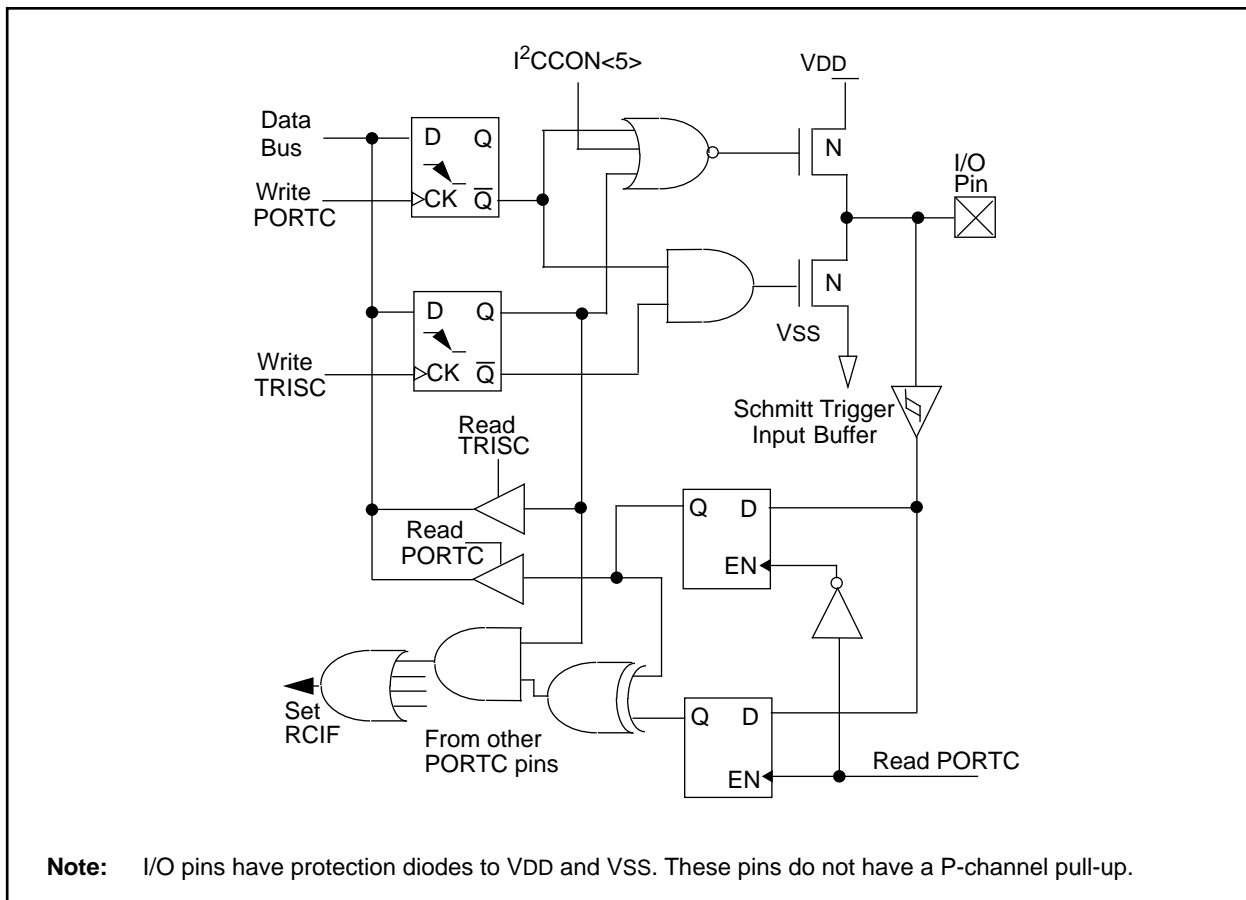 I²CCON<5>
VDD
Data
Bus
D Q
CK Q̅
Write
PORTC
N
I/O
Pin
D Q
CK Q̅
Write
TRISC
N
VSS
Schmitt Trigger
Input Buffer
Read
TRISC
Q D
EN
Read
PORTC
Set
RCIF
From other
PORTC pins
Q D
EN
Read PORTC
Note: I/O pins have protection diodes to VDD and VSS. These pins do not have a P-channel pull-up.